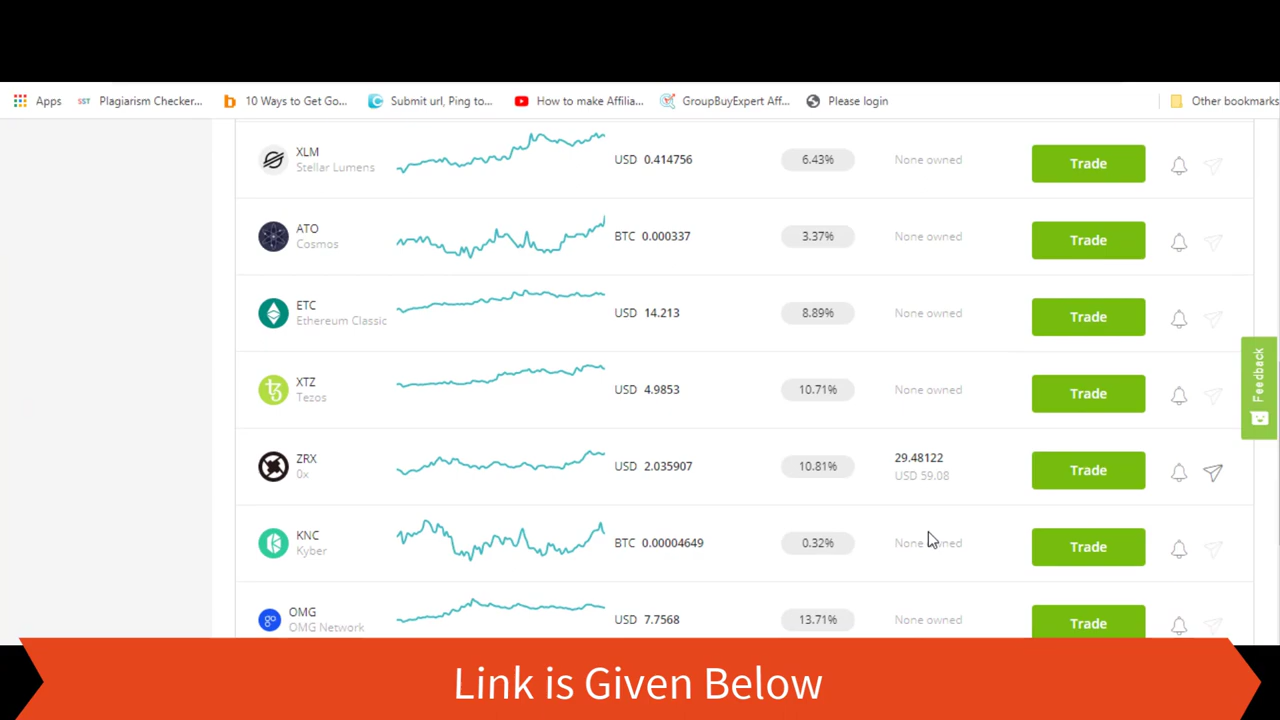 Apps SST Plagiarism Checker... 10 Ways to Get Go... Submit url, Ping to... How to make Affilia... GroupBuyExpert Aff... Please login Other bookmarks
XLM
Stellar Lumens
USD 0.414756
6.43%
None owned
Trade
ATO
Cosmos
BTC 0.000337
3.37%
None owned
Trade
ETC
Ethereum Classic
USD 14.213
8.89%
None owned
Trade
XTZ
Tezos
USD 4.9853
10.71%
None owned
Trade
ZRX
0x
USD 2.035907
10.81%
29.48122
USD 59.08
Trade
KNC
Kyber
BTC 0.00004649
0.32%
None owned
Trade
OMG
OMG Network
USD 7.7568
13.71%
None owned
Trade
Feedback
Link is Given Below